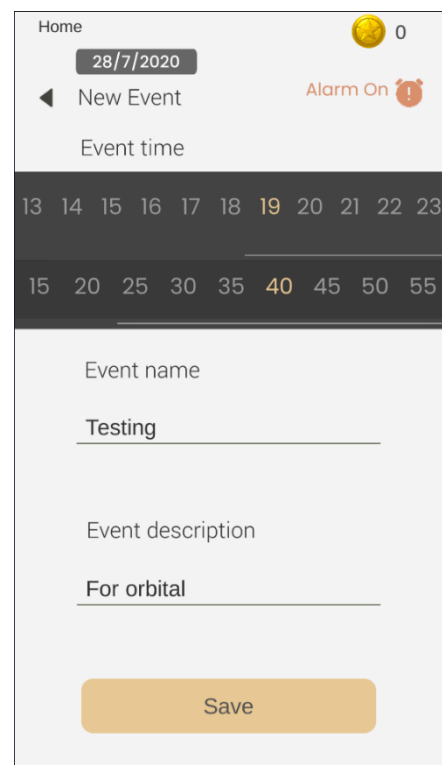 Home 0
28/7/2020
New Event Alarm On
Event time
13 14 15 16 17 18 19 20 21 22 23
15 20 25 30 35 40 45 50 55
Event name
Testing
Event description
For orbital
Save